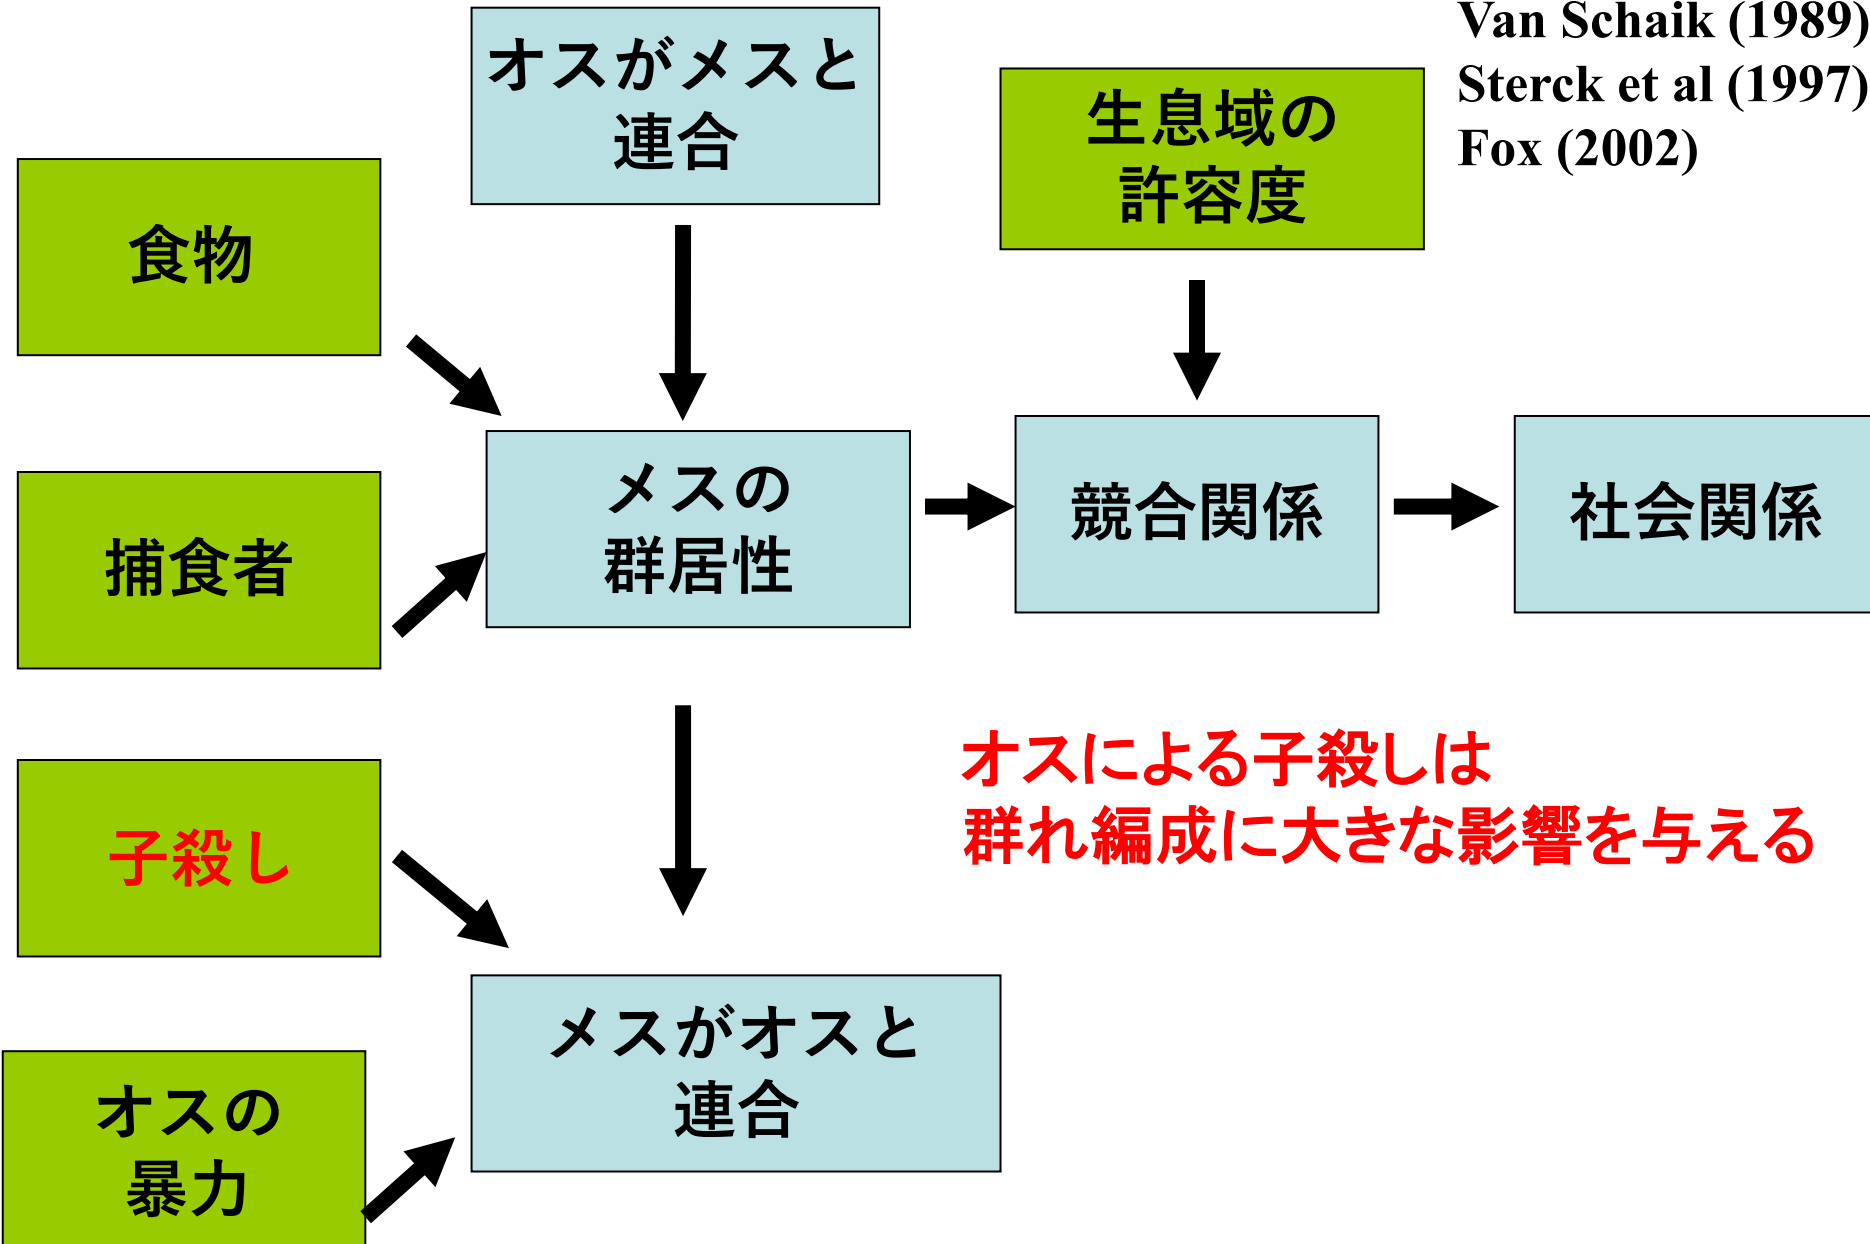 Van Schaik (1989)
Sterck et al (1997)
Fox (2002)
オスがメスと
連合
生息域の
許容度
食物
メスの
群居性
競合関係
社会関係
捕食者
オスによる子殺しは
群れ編成に大きな影響を与える
子殺し
メスがオスと
連合
オスの
暴力